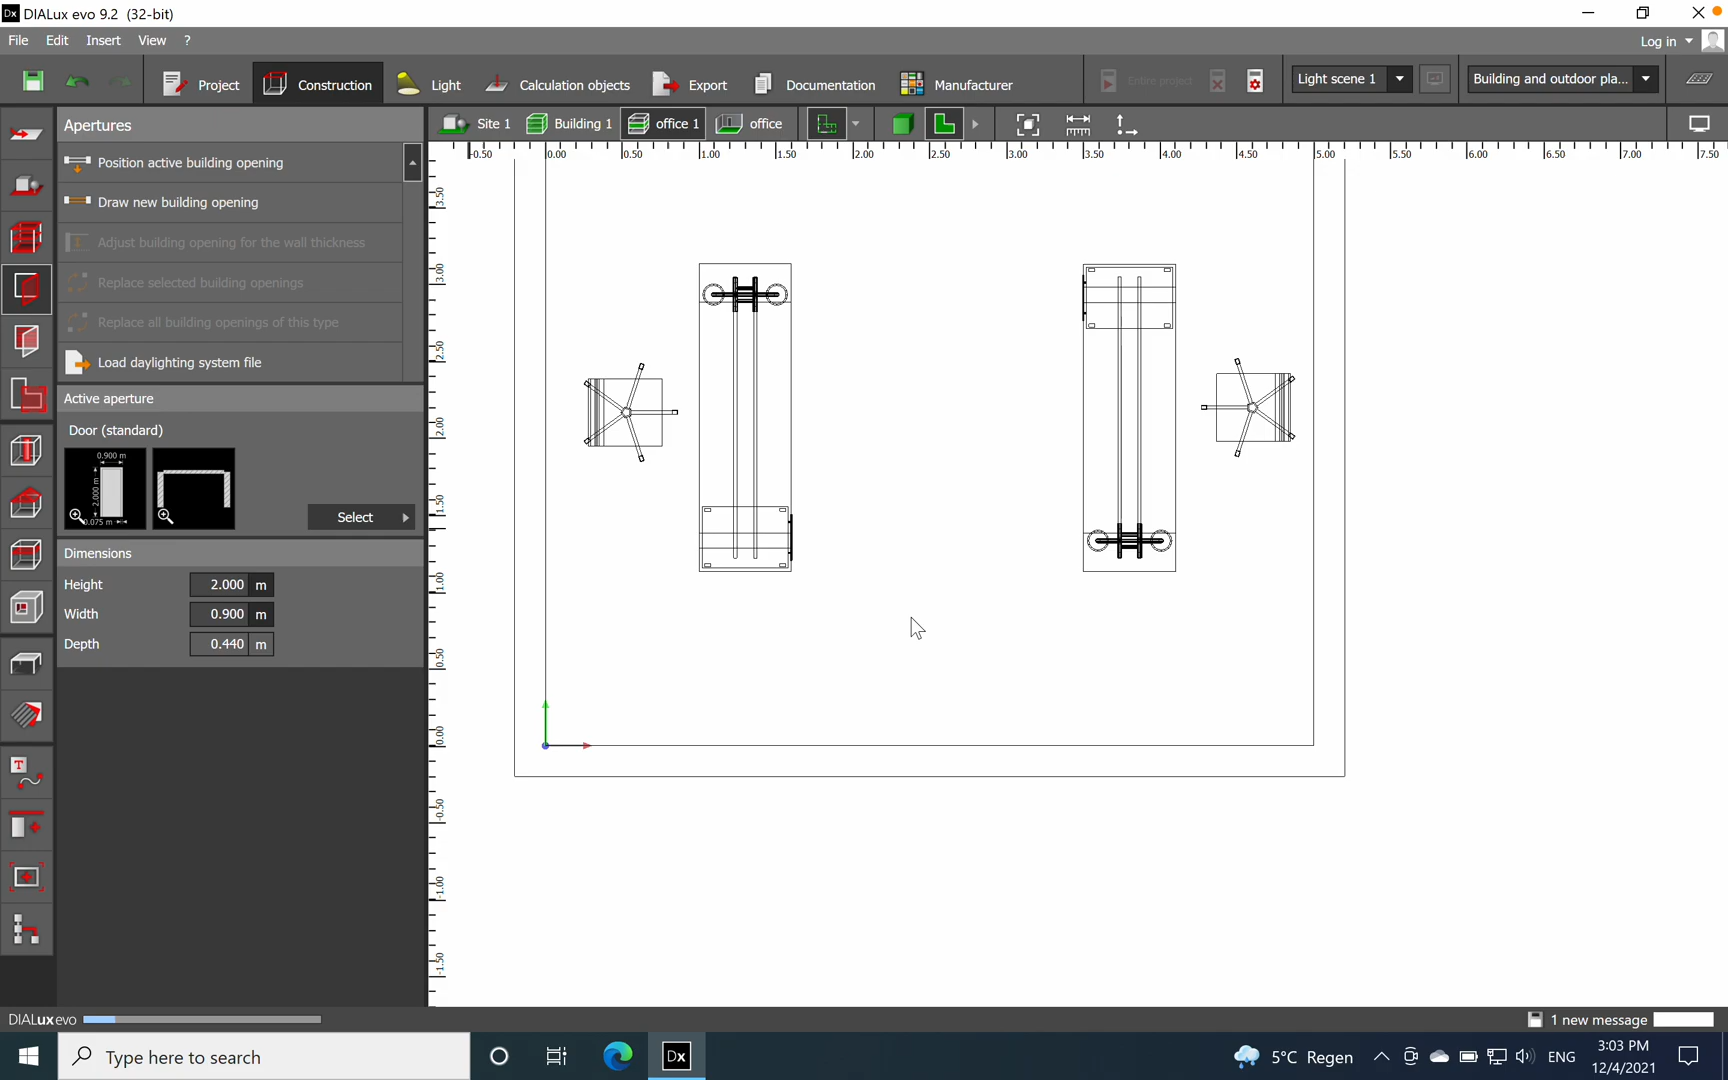 DIALux evo 9.2 (32-bit)
File Edit Insert View ?
Log in
Project Construction Light Calculation objects Export Documentation Manufacturer
Entire project
Light scene 1
Building and outdoor pla...
Site 1 Building 1 office 1 office
Apertures
Position active building opening
Draw new building opening
Adjust building opening for the wall thickness
Replace selected building openings
Replace all building openings of this type
Load daylighting system file
Active aperture
Door (standard)
0.900 m
2.000 m
0.075 m
Select
Dimensions
Height 2.000 m
Width 0.900 m
Depth 0.440 m
-0.50 0.00 0.50 1.00 1.50 2.00 2.50 3.00 3.50 4.00 4.50 5.00 5.50 6.00 6.50 7.00 7.50
3.50
3.00
2.50
2.00
1.50
1.00
0.50
0.00
-0.50
-1.00
-1.50
DIALux evo
1 new message
Type here to search
5°C Regen
ENG
3:03 PM
12/4/2021